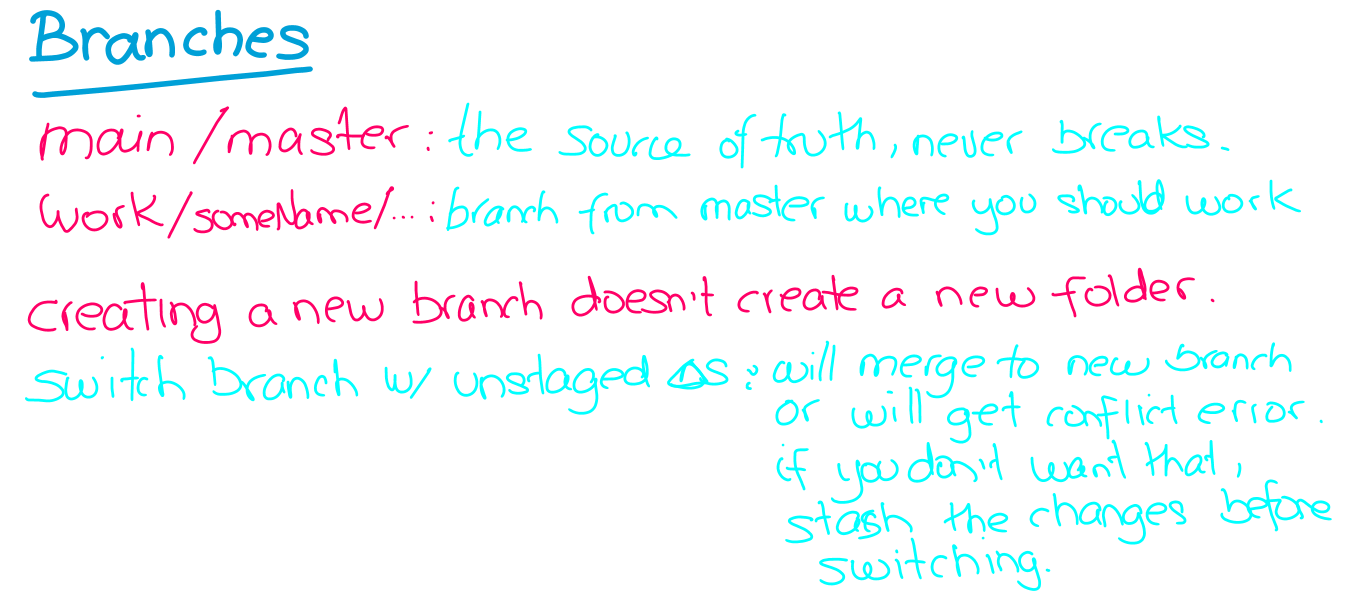 Branches
main/master: the source of truth, never breaks.
work/someName/...: branch from master where you should work
creating a new branch doesn't create a new folder.
switch branch w/ unstaged Δs: will merge to new branch
or will get conflict error.
if you don't want that,
stash the changes before
switching.